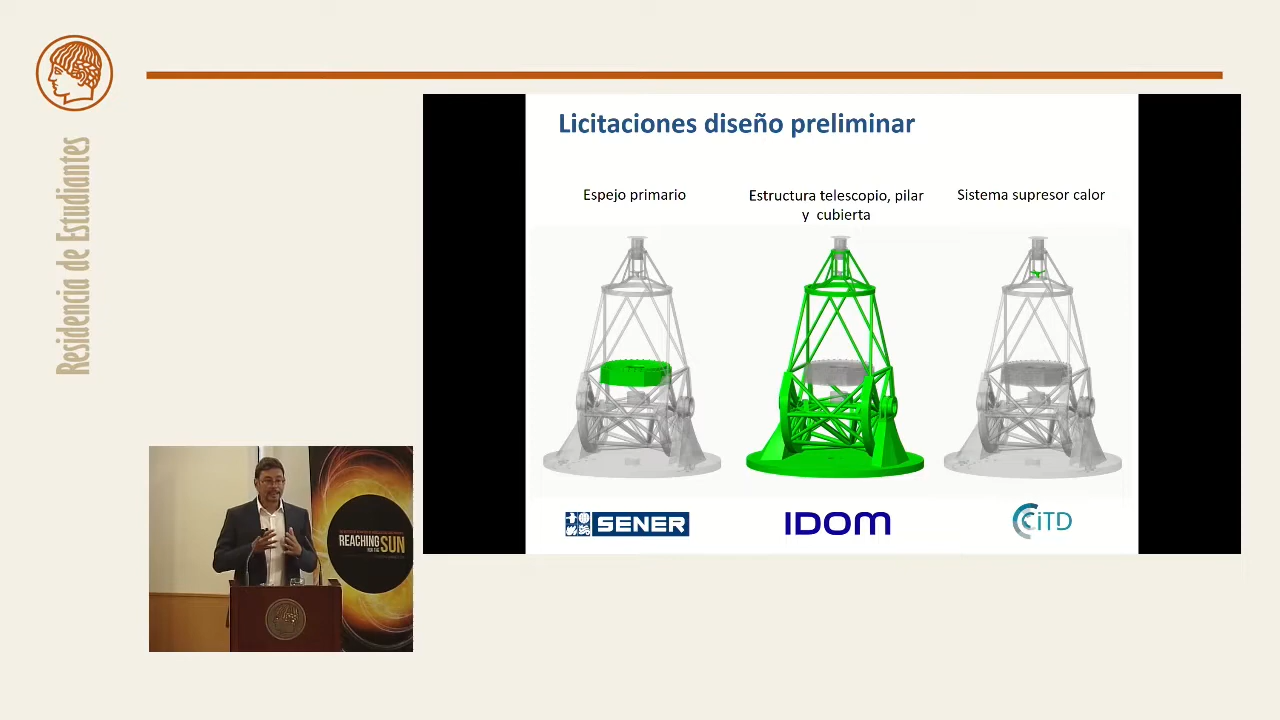 Residencia de Estudiantes
Licitaciones diseño preliminar
Espejo primario
Estructura telescopio, pilar
y cubierta
Sistema supresor calor
SENER
IDOM
CiTD
REACHING
FOR THE SUN